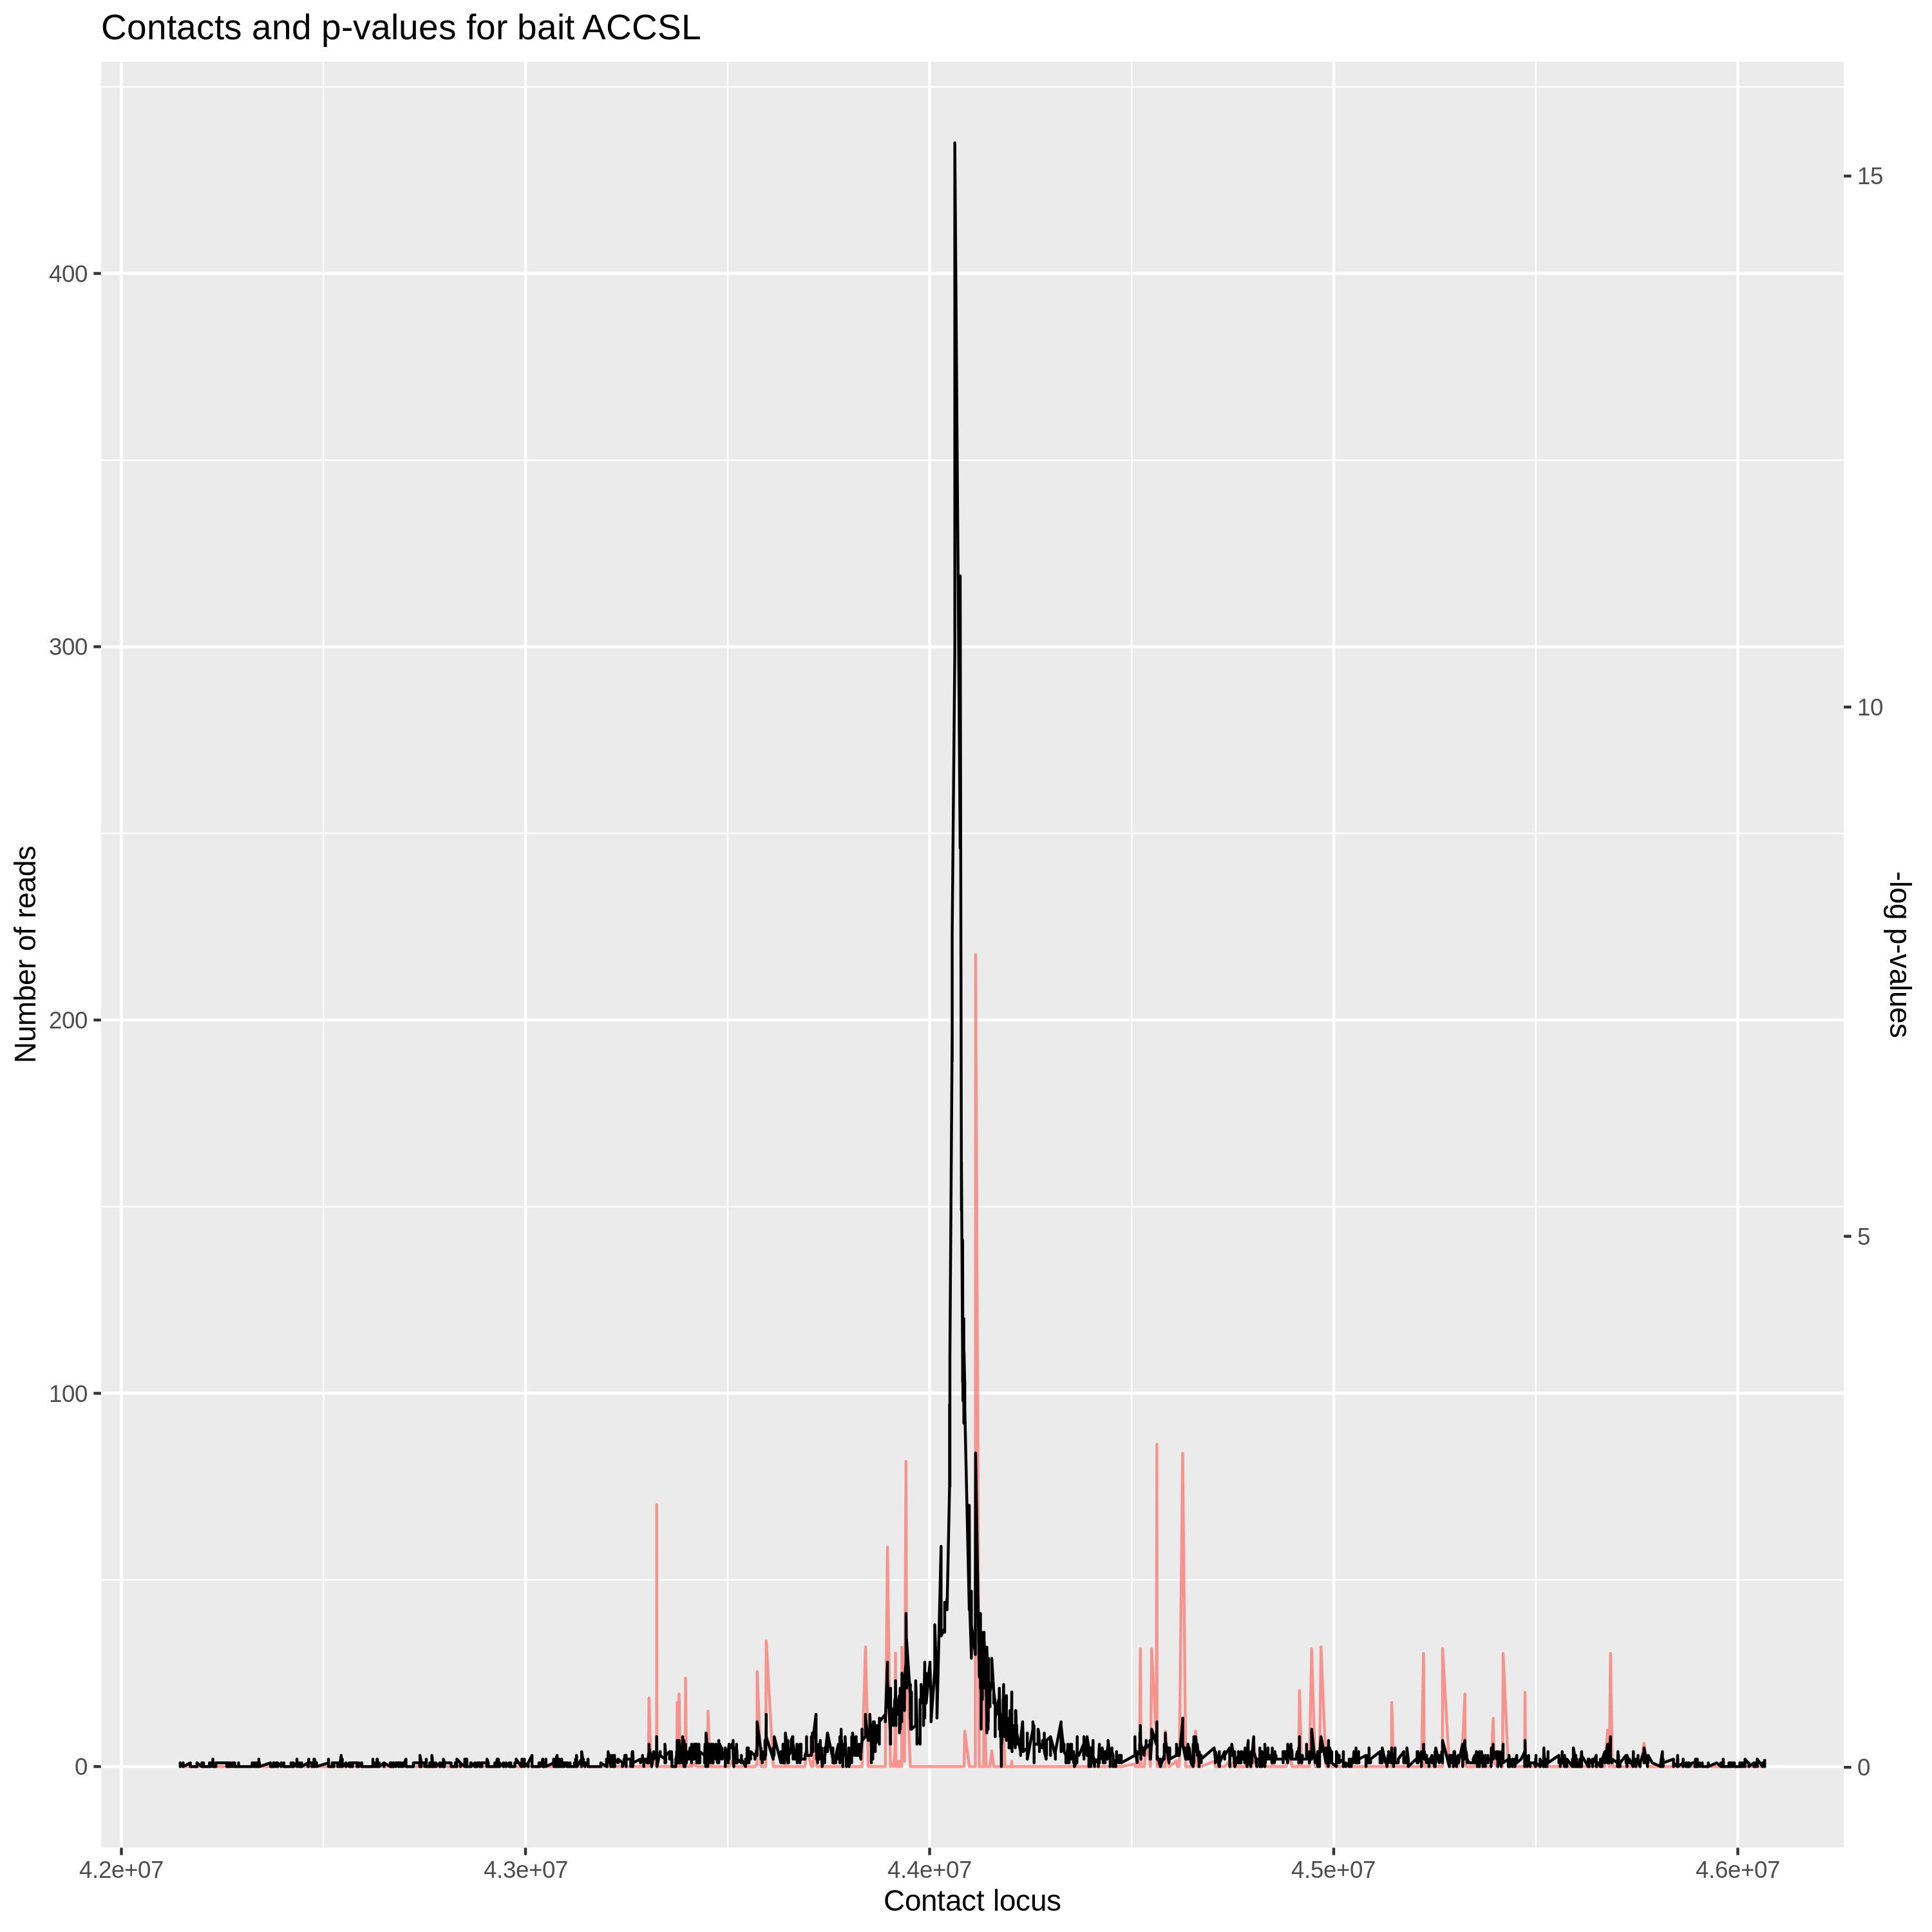 Contacts and p-values for bait ACCSL
Number of reads
400
300
200
100
0
15
10
5
0
-log p-values
4.2e+07 4.3e+07 4.4e+07 4.5e+07 4.6e+07
Contact locus